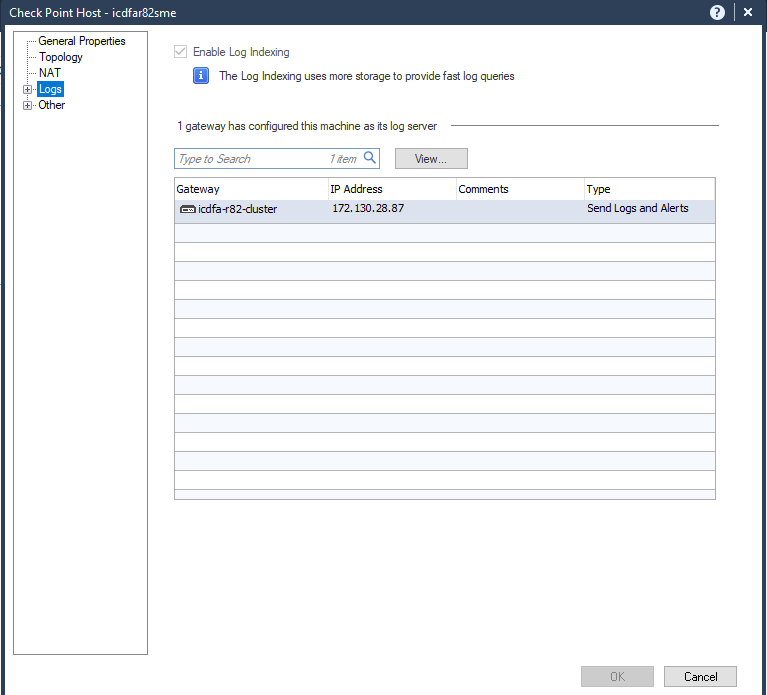 Check Point Host - icdfar82sme
General Properties
Topology
NAT
Logs
Other
Enable Log Indexing
The Log Indexing uses more storage to provide fast log queries
1 gateway has configured this machine as its log server
Type to Search 1 item View...
Gateway IP Address Comments Type
icdfa-r82-cluster 172.130.28.87 Send Logs and Alerts
OK Cancel